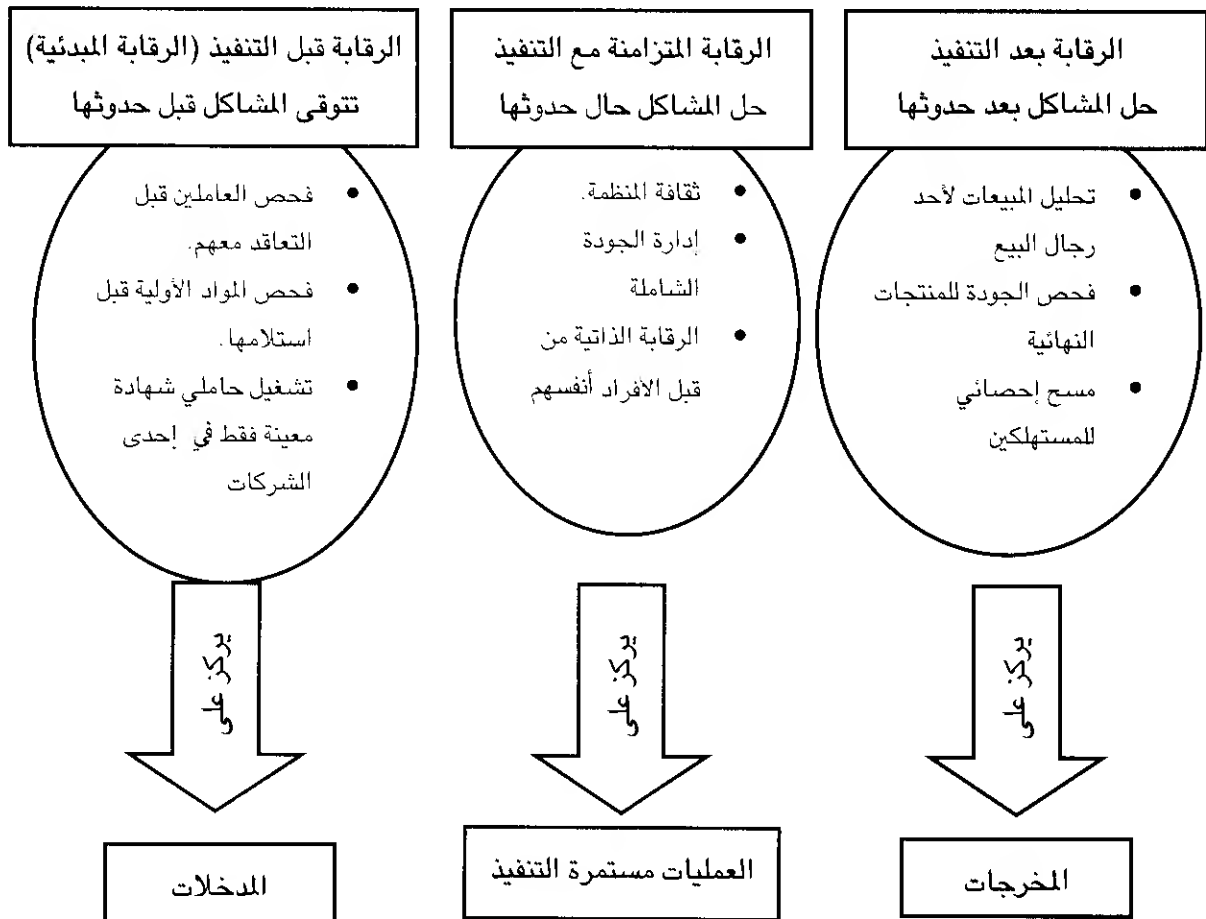 الرقابة بعد التنفيذ
حل المشاكل بعد حدوثها
• تحليل المبيعات لأحد
رجال البيع
• فحص الجودة للمنتجات
النهائية
• مسح إحصائي
للمستهلكين
يركز على
المخرجات
الرقابة المتزامنة مع التنفيذ
حل المشاكل حال حدوثها
• ثقافة المنظمة.
• إدارة الجودة
الشاملة
• الرقابة الذاتية من
قبل الأفراد أنفسهم
يركز على
العمليات مستمرة التنفيذ
الرقابة قبل التنفيذ (الرقابة المبدئية)
تتوقى المشاكل قبل حدوثها
• فحص العاملين قبل
التعاقد معهم.
• فحص المواد الأولية قبل
استلامها.
• تشغيل حاملي شهادة
معينة فقط في إحدى
الشركات
يركز على
المدخلات